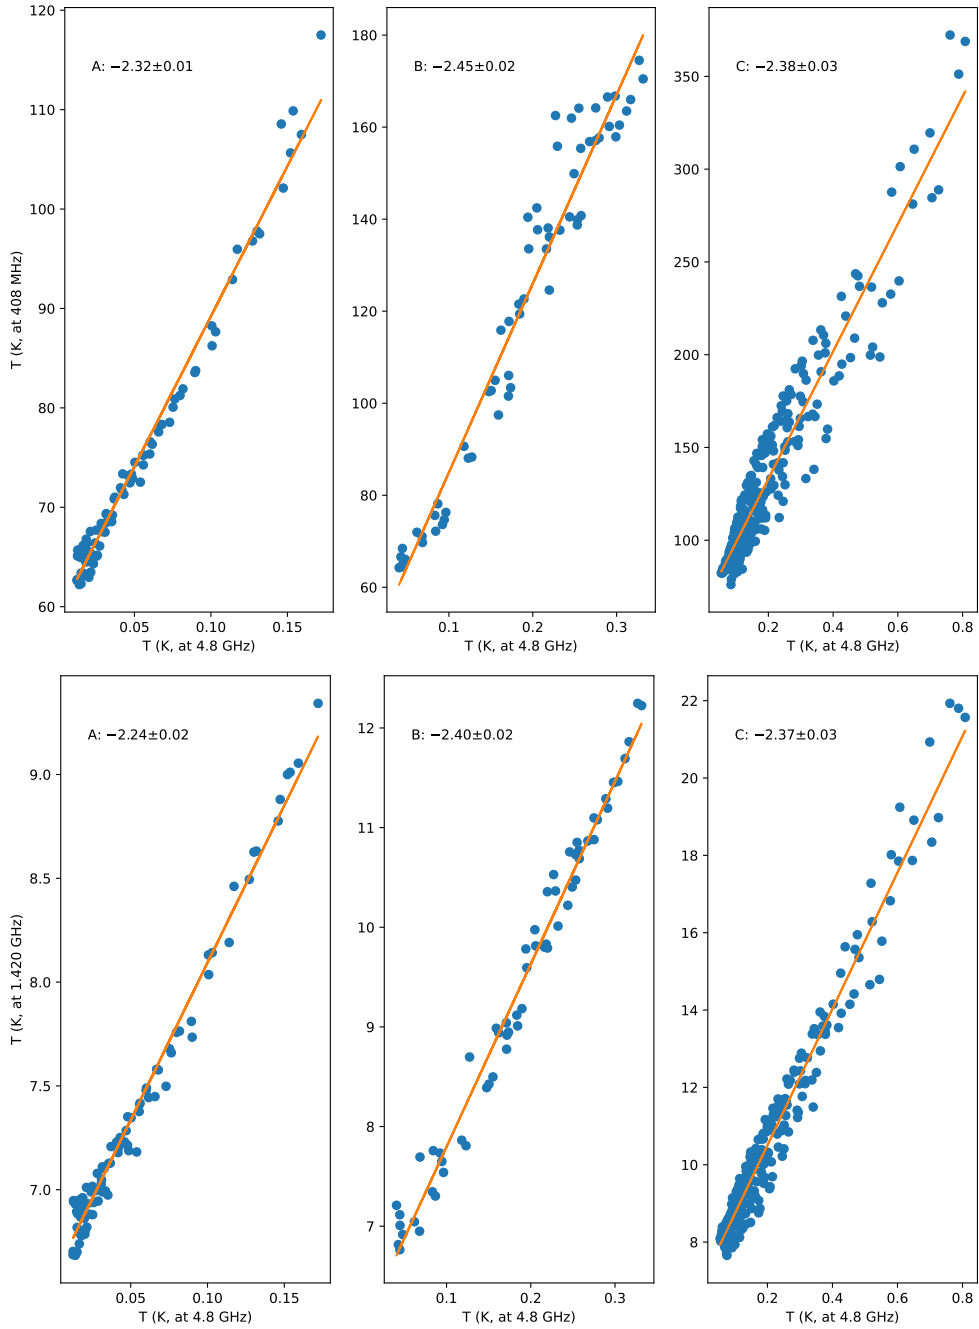 120
110
100
90
80
70
60
A: −2.32±0.01
0.05 0.10 0.15
T (K, at 4.8 GHz)
T (K, at 408 MHz)
180
160
140
120
100
80
60
B: −2.45±0.02
0.1 0.2 0.3
T (K, at 4.8 GHz)
350
300
250
200
150
100
C: −2.38±0.03
0.2 0.4 0.6 0.8
T (K, at 4.8 GHz)
9.0
8.5
8.0
7.5
7.0
A: −2.24±0.02
0.05 0.10 0.15
T (K, at 4.8 GHz)
T (K, at 1.420 GHz)
12
11
10
9
8
7
B: −2.40±0.02
0.1 0.2 0.3
T (K, at 4.8 GHz)
22
20
18
16
14
12
10
8
C: −2.37±0.03
0.2 0.4 0.6 0.8
T (K, at 4.8 GHz)